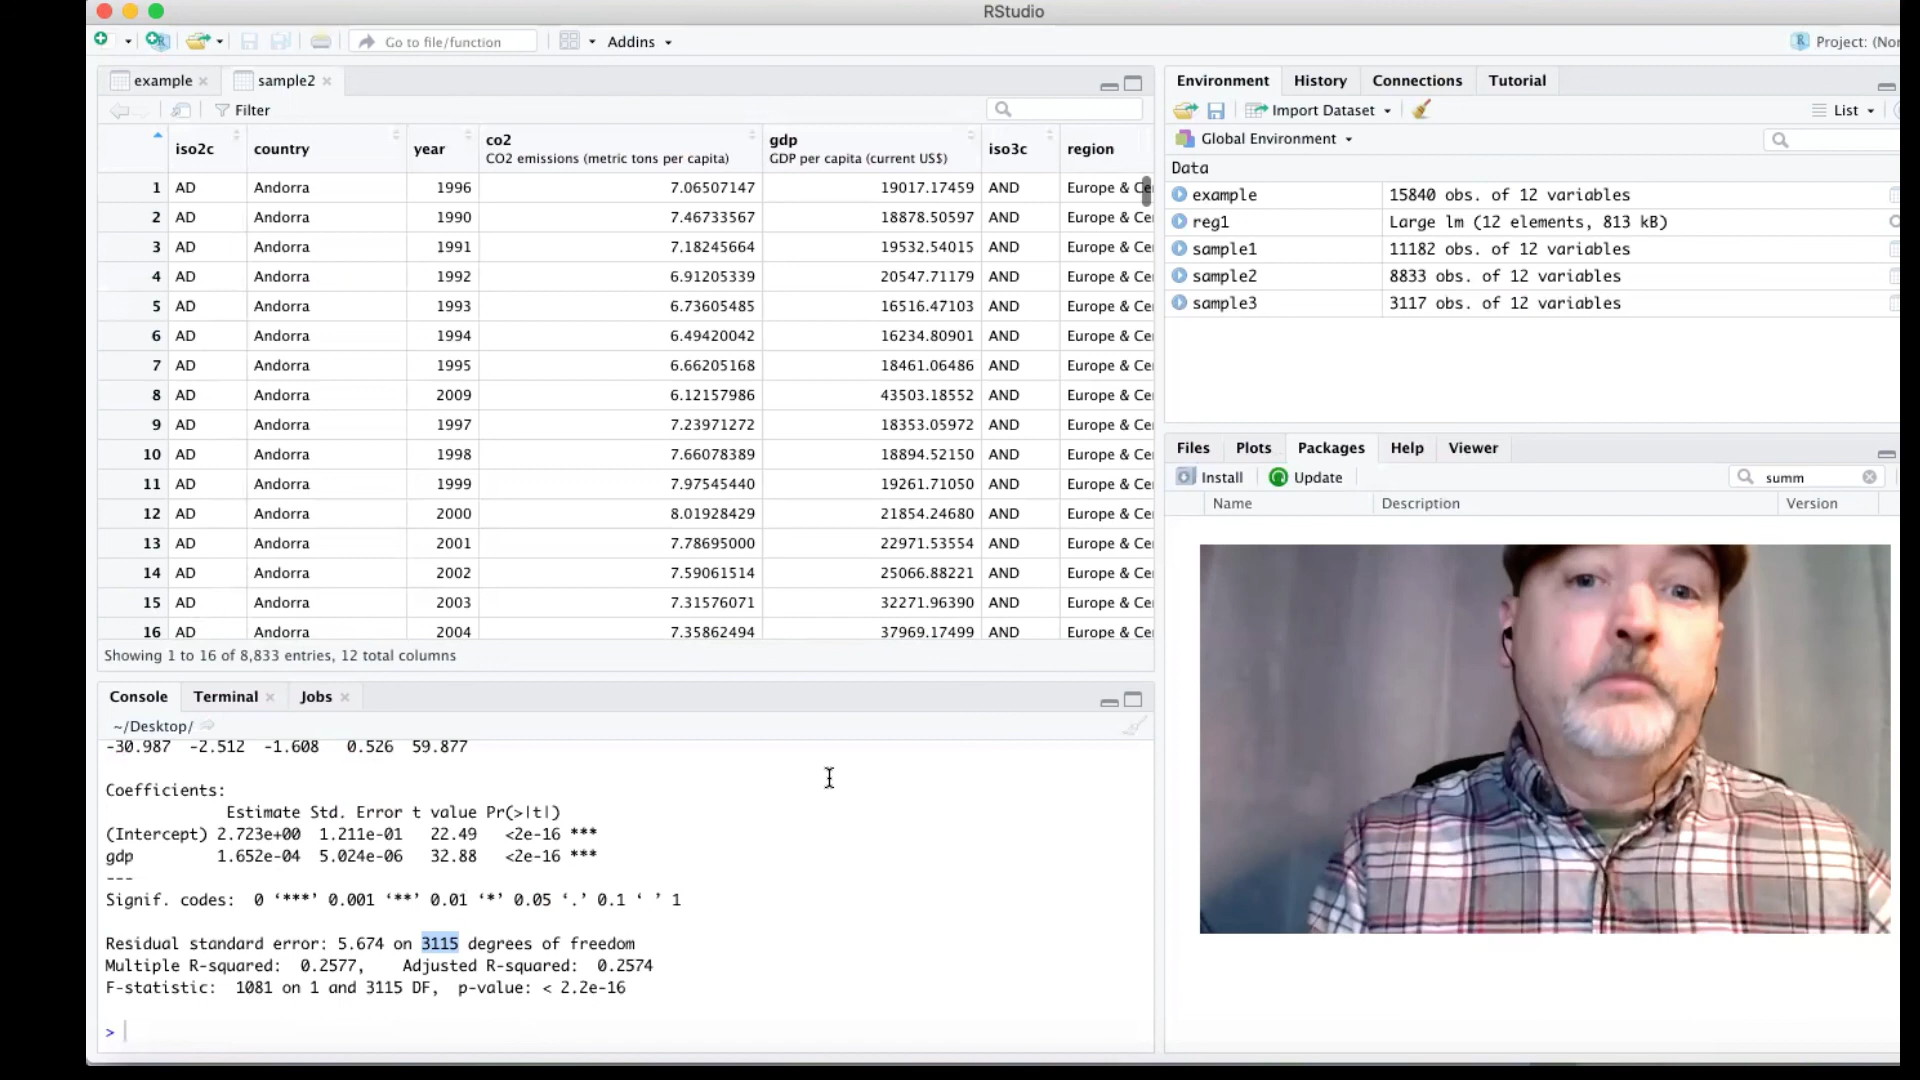 RStudio
Go to file/function
Addins
Project: (Nor
example
sample2
Filter
iso2c country year co2 CO2 emissions (metric tons per capita) gdp GDP per capita (current US$) iso3c region
1 AD Andorra 1996 7.06507147 19017.17459 AND Europe & Ce
2 AD Andorra 1990 7.46733567 18878.50597 AND Europe & Ce
3 AD Andorra 1991 7.18245664 19532.54015 AND Europe & Ce
4 AD Andorra 1992 6.91205339 20547.71179 AND Europe & Ce
5 AD Andorra 1993 6.73605485 16516.47103 AND Europe & Ce
6 AD Andorra 1994 6.49420042 16234.80901 AND Europe & Ce
7 AD Andorra 1995 6.66205168 18461.06486 AND Europe & Ce
8 AD Andorra 2009 6.12157986 43503.18552 AND Europe & Ce
9 AD Andorra 1997 7.23971272 18353.05972 AND Europe & Ce
10 AD Andorra 1998 7.66078389 18894.52150 AND Europe & Ce
11 AD Andorra 1999 7.97545440 19261.71050 AND Europe & Ce
12 AD Andorra 2000 8.01928429 21854.24680 AND Europe & Ce
13 AD Andorra 2001 7.78695000 22971.53554 AND Europe & Ce
14 AD Andorra 2002 7.59061514 25066.88221 AND Europe & Ce
15 AD Andorra 2003 7.31576071 32271.96390 AND Europe & Ce
16 AD Andorra 2004 7.35862494 37969.17499 AND Europe & Ce
Showing 1 to 16 of 8,833 entries, 12 total columns
Console Terminal Jobs
~/Desktop/
-30.987 -2.512 -1.608 0.526 59.877
Coefficients:
Estimate Std. Error t value Pr(>|t|)
(Intercept) 2.723e+00 1.211e-01 22.49 <2e-16 ***
gdp 1.652e-04 5.024e-06 32.88 <2e-16 ***
---
Signif. codes: 0 ‘***’ 0.001 ‘**’ 0.01 ‘*’ 0.05 ‘.’ 0.1 ‘ ’ 1
Residual standard error: 5.674 on 3115 degrees of freedom
Multiple R-squared: 0.2577, Adjusted R-squared: 0.2574
F-statistic: 1081 on 1 and 3115 DF, p-value: < 2.2e-16
>
Environment History Connections Tutorial
Import Dataset
List
Global Environment
Data
example 15840 obs. of 12 variables
reg1 Large lm (12 elements, 813 kB)
sample1 11182 obs. of 12 variables
sample2 8833 obs. of 12 variables
sample3 3117 obs. of 12 variables
Files Plots Packages Help Viewer
Install Update
summ
Name Description Version